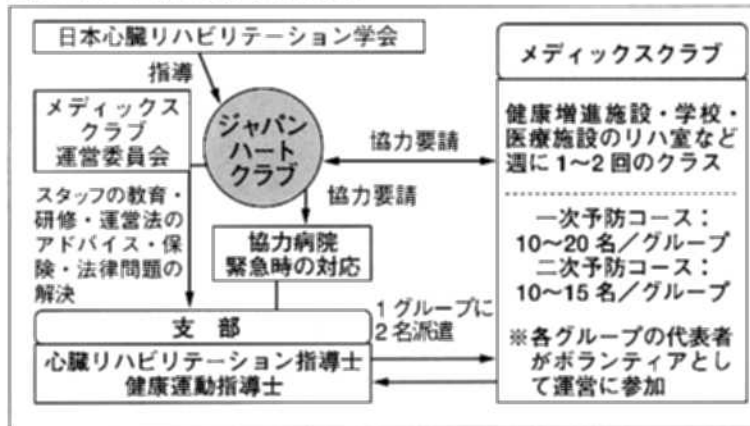 日本心臓リハビリテーション学会
指導
メディックス
クラブ
運営委員会
ジャパン
ハート
クラブ
協力要請
スタッフの教育・
研修・運営法の
アドバイス・保
険・法律問題の
解決
協力要請
協力病院
緊急時の対応
支 部
心臓リハビリテーション指導士
健康運動指導士
1グループに
2名派遣
メディックスクラブ
健康増進施設・学校・
医療施設のリハ室など
週に1〜2回のクラス
一次予防コース:
10〜20名/グループ
二次予防コース:
10〜15名/グループ
※各グループの代表者
がボランティアとし
て運営に参加